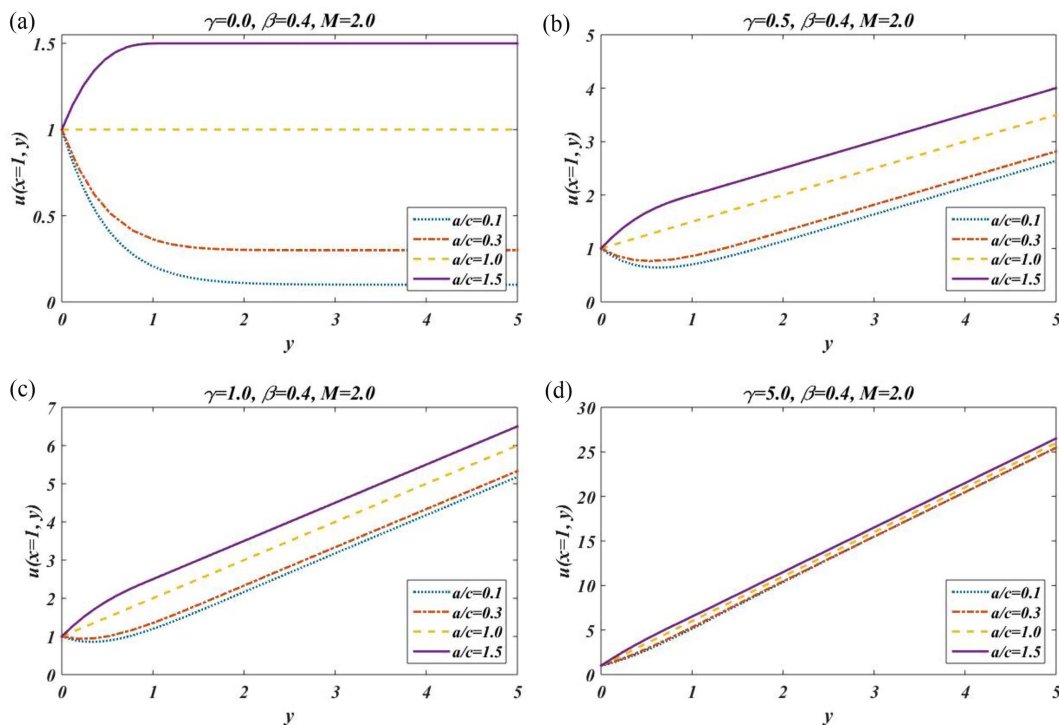 (a)
γ=0.0, β=0.4, M=2.0
1.5
1
0.5
0
u(x=1, y)
0 1 2 3 4 5
y
a/c=0.1
a/c=0.3
a/c=1.0
a/c=1.5
(b)
γ=0.5, β=0.4, M=2.0
5
4
3
2
1
0
u(x=1, y)
0 1 2 3 4 5
y
a/c=0.1
a/c=0.3
a/c=1.0
a/c=1.5
(c)
γ=1.0, β=0.4, M=2.0
7
6
5
4
3
2
1
0
u(x=1, y)
0 1 2 3 4 5
y
a/c=0.1
a/c=0.3
a/c=1.0
a/c=1.5
(d)
γ=5.0, β=0.4, M=2.0
30
25
20
15
10
5
0
u(x=1, y)
0 1 2 3 4 5
y
a/c=0.1
a/c=0.3
a/c=1.0
a/c=1.5